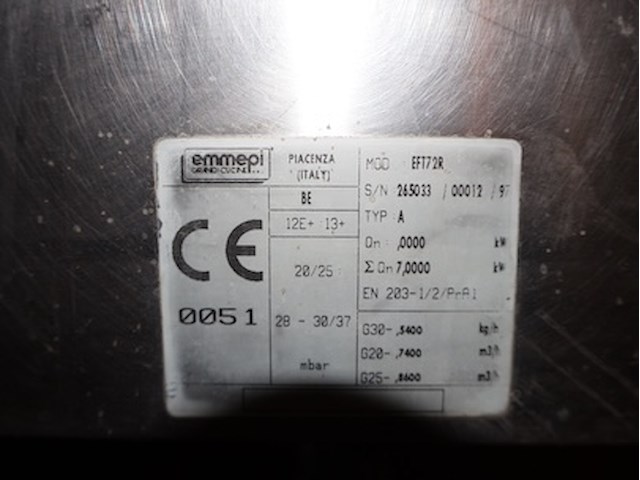 emmepi
GRANDI CUCINE
PIACENZA
(ITALY)
BE
12E+ 13+
20/25
28 - 30/37
mbar
CE
0051
MOD EFT72R
S/N 265033 / 00012 / 97
TYP A
Qn ,0000 kW
Σ Qn 7,0000 kW
EN 203-1/2/PrA1
G30- ,5400 kg/h
G20- ,7400 m3/h
G25- ,8600 m3/h